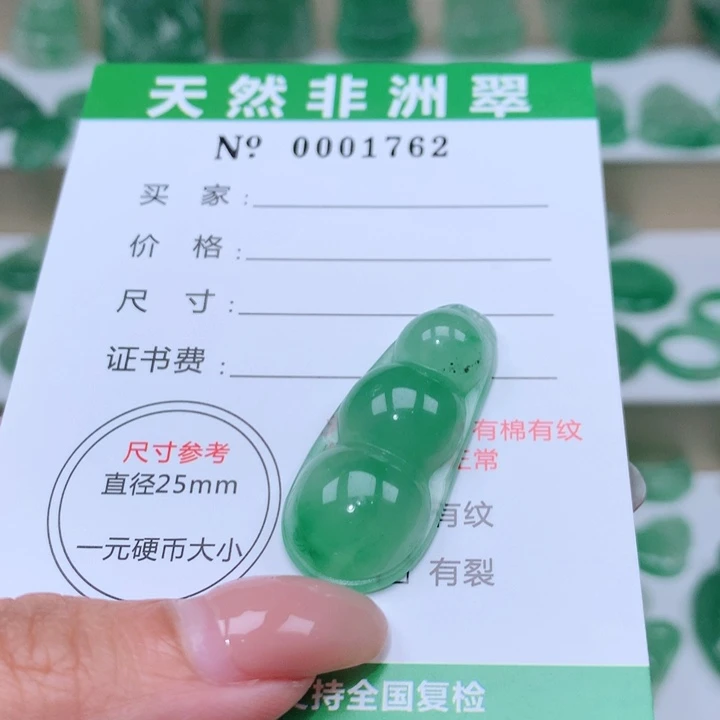 天然非洲翠
Nº 0001762
买 家：
价 格：
尺 寸：
证书费：
尺寸参考
直径25mm
一元硬币大小
有棉有纹
正常
有纹
有裂
支持全国复检